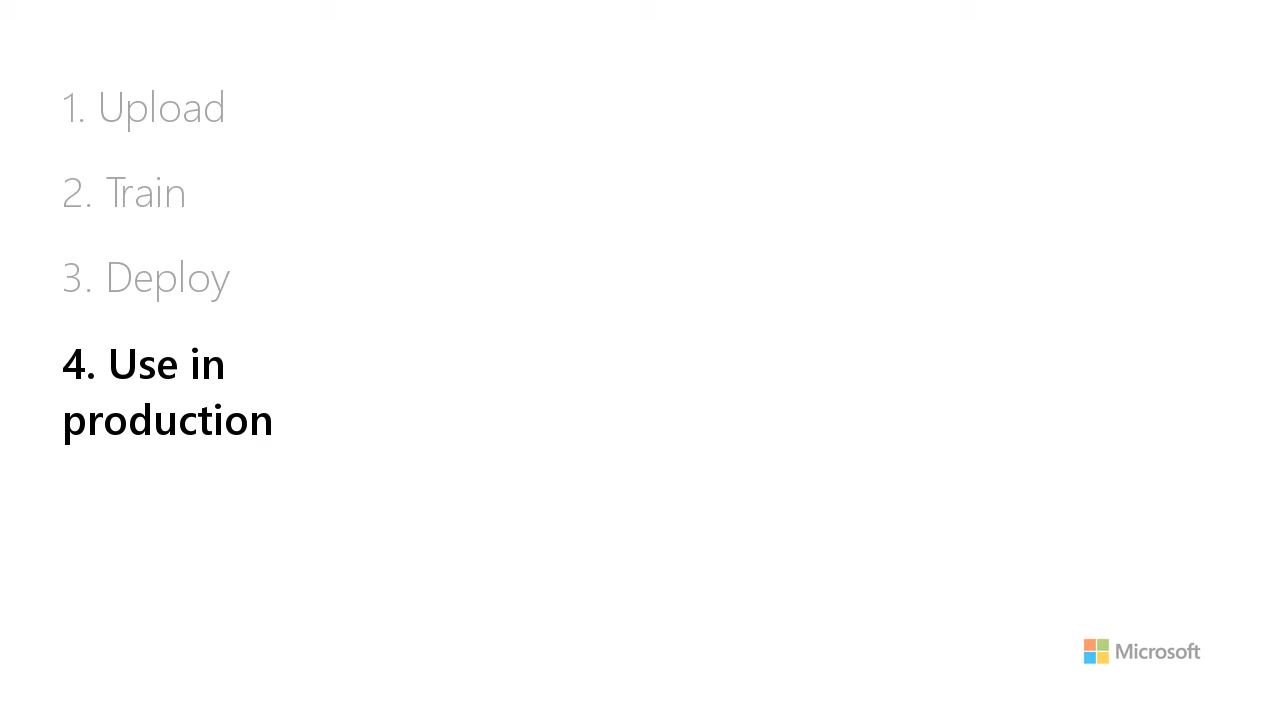 1. Upload
2. Train
3. Deploy
4. Use in
production
Microsoft